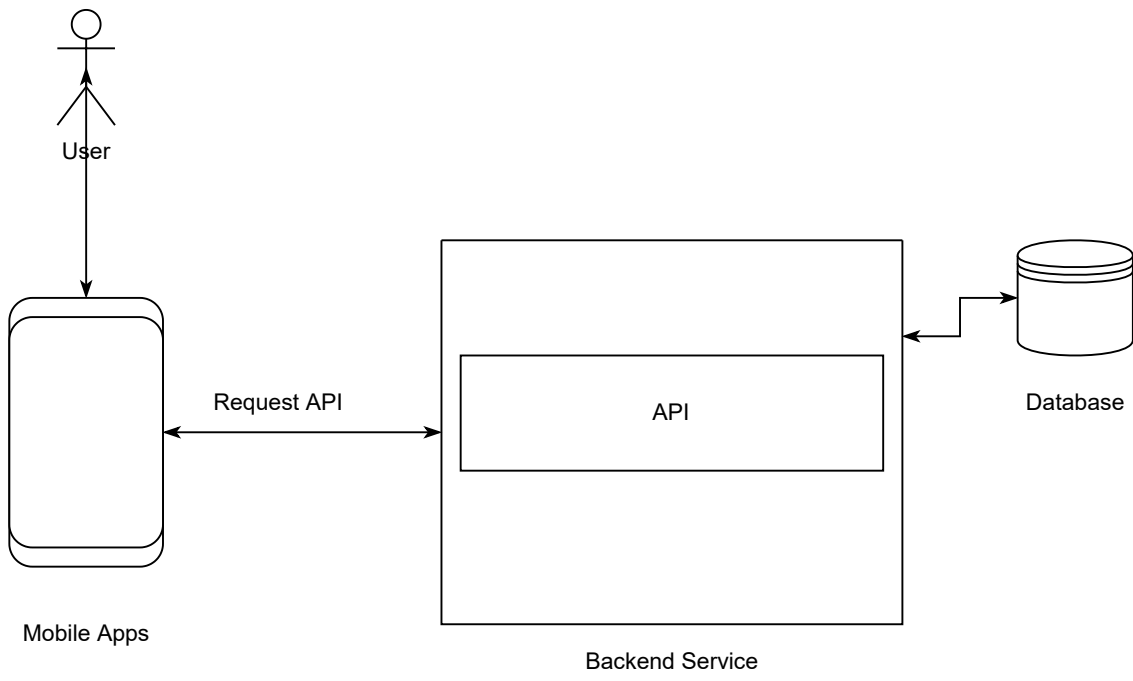 User
Request API
API
Database
Mobile Apps
Backend Service